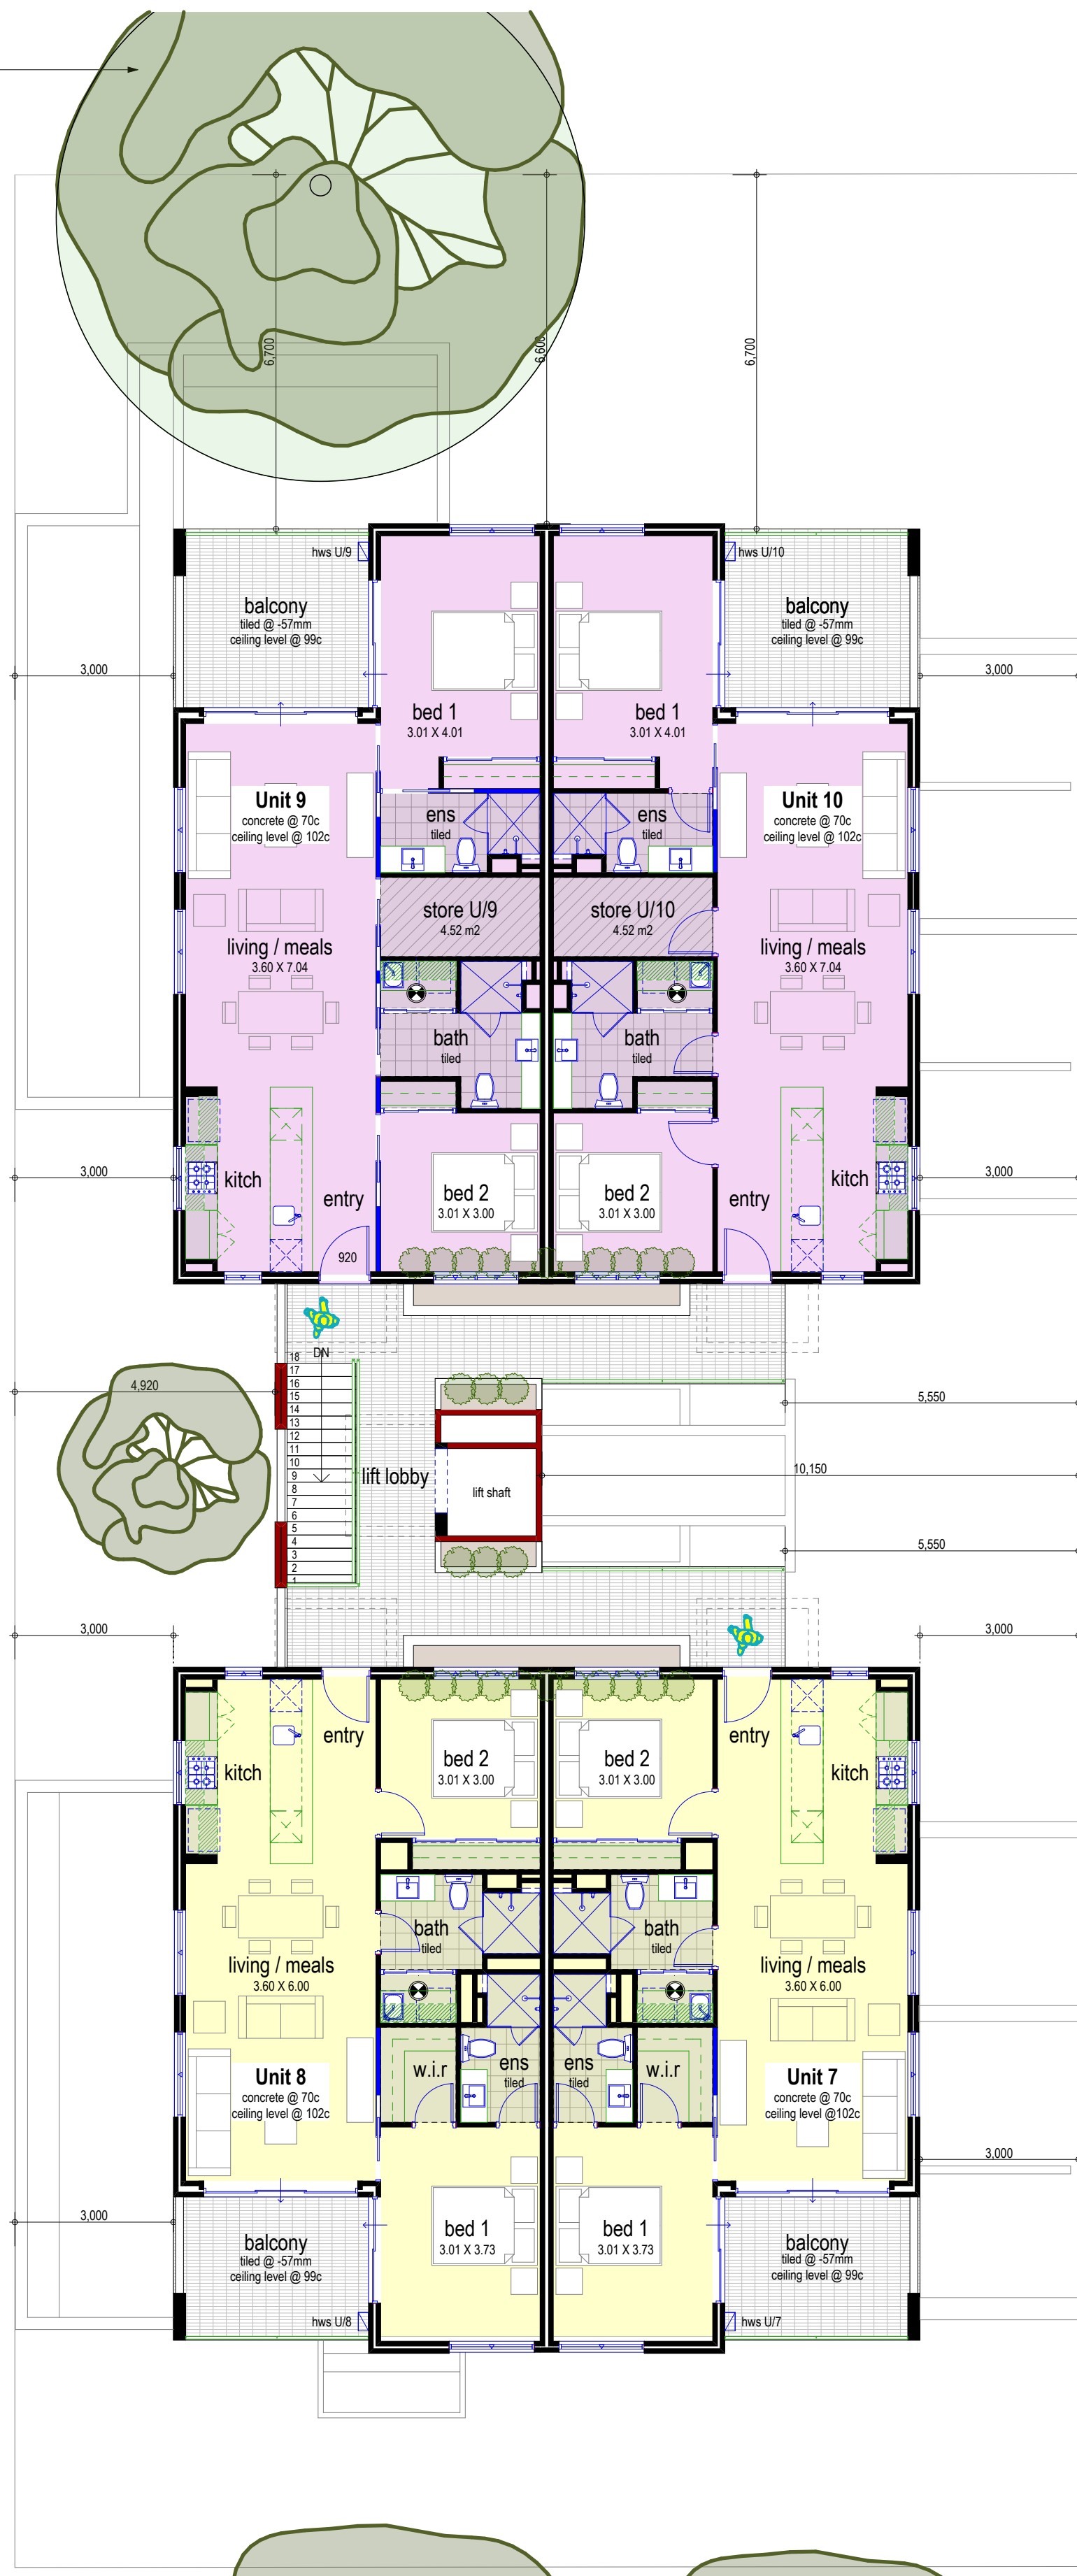 6,700
6,600
6,700
hws U/9
hws U/10
balcony
tiled @ -57mm
ceiling level @ 99c
balcony
tiled @ -57mm
ceiling level @ 99c
3,000
3,000
bed 1
3.01 X 4.01
bed 1
3.01 X 4.01
Unit 9
concrete @ 70c
ceiling level @ 102c
ens
tiled
ens
tiled
Unit 10
concrete @ 70c
ceiling level @ 102c
store U/9
4.52 m2
store U/10
4.52 m2
living / meals
3.60 X 7.04
living / meals
3.60 X 7.04
bath
tiled
bath
tiled
3,000
kitch
entry
bed 2
3.01 X 3.00
bed 2
3.01 X 3.00
entry
kitch
3,000
920
DN
18
17
16
15
14
13
12
11
10
9
8
7
6
5
4
3
2
1
4,920
5,550
lift lobby
lift shaft
10,150
5,550
3,000
3,000
entry
kitch
bed 2
3.01 X 3.00
bed 2
3.01 X 3.00
entry
kitch
bath
tiled
bath
tiled
living / meals
3.60 X 6.00
living / meals
3.60 X 6.00
w.i.r
ens
tiled
ens
tiled
w.i.r
Unit 8
concrete @ 70c
ceiling level @ 102c
Unit 7
concrete @ 70c
ceiling level @102c
3,000
3,000
bed 1
3.01 X 3.73
bed 1
3.01 X 3.73
balcony
tiled @ -57mm
ceiling level @ 99c
balcony
tiled @ -57mm
ceiling level @ 99c
hws U/8
hws U/7